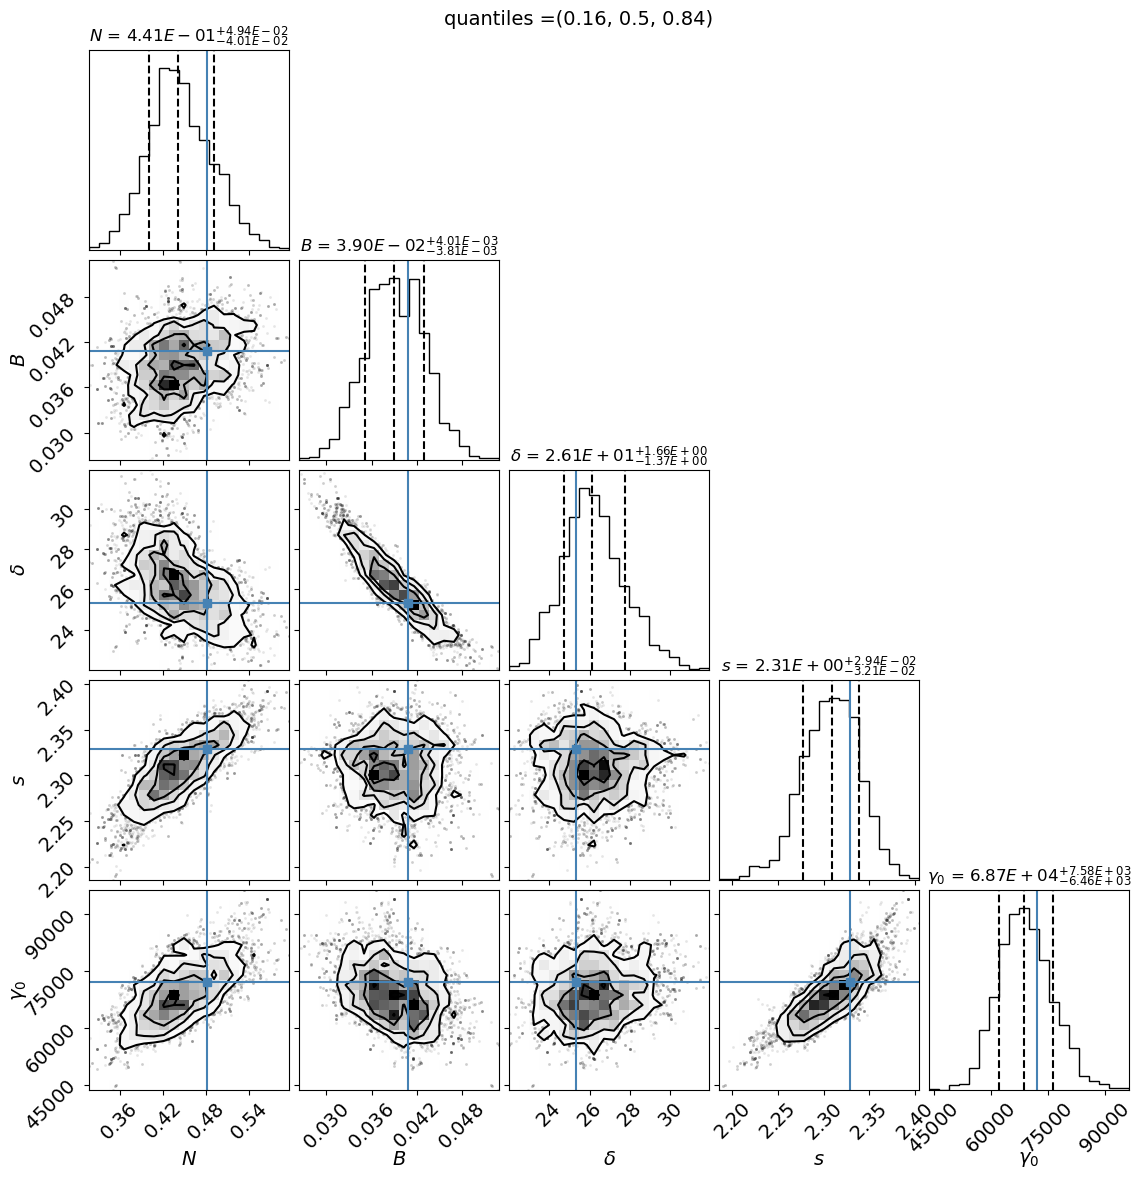 quantiles =(0.16, 0.5, 0.84)
N = 4.41E − 01 +4.94E−02 −4.01E−02
B = 3.90E − 02 +4.01E−03 −3.81E−03
0.048
0.042
0.036
0.030
B
δ = 2.61E + 01 +1.66E+00 −1.37E+00
30
28
26
24
δ
s = 2.31E + 00 +2.94E−02 −3.21E−02
2.40
2.35
2.30
2.25
2.20
s
γ₀ = 6.87E + 04 +7.58E+03 −6.46E+03
90000
75000
60000
45000
γ₀
0.36 0.42 0.48 0.54 0.030 0.036 0.042 0.048 24 26 28 30 2.20 2.25 2.30 2.35 2.40 45000 60000 75000 90000
N B δ s γ₀